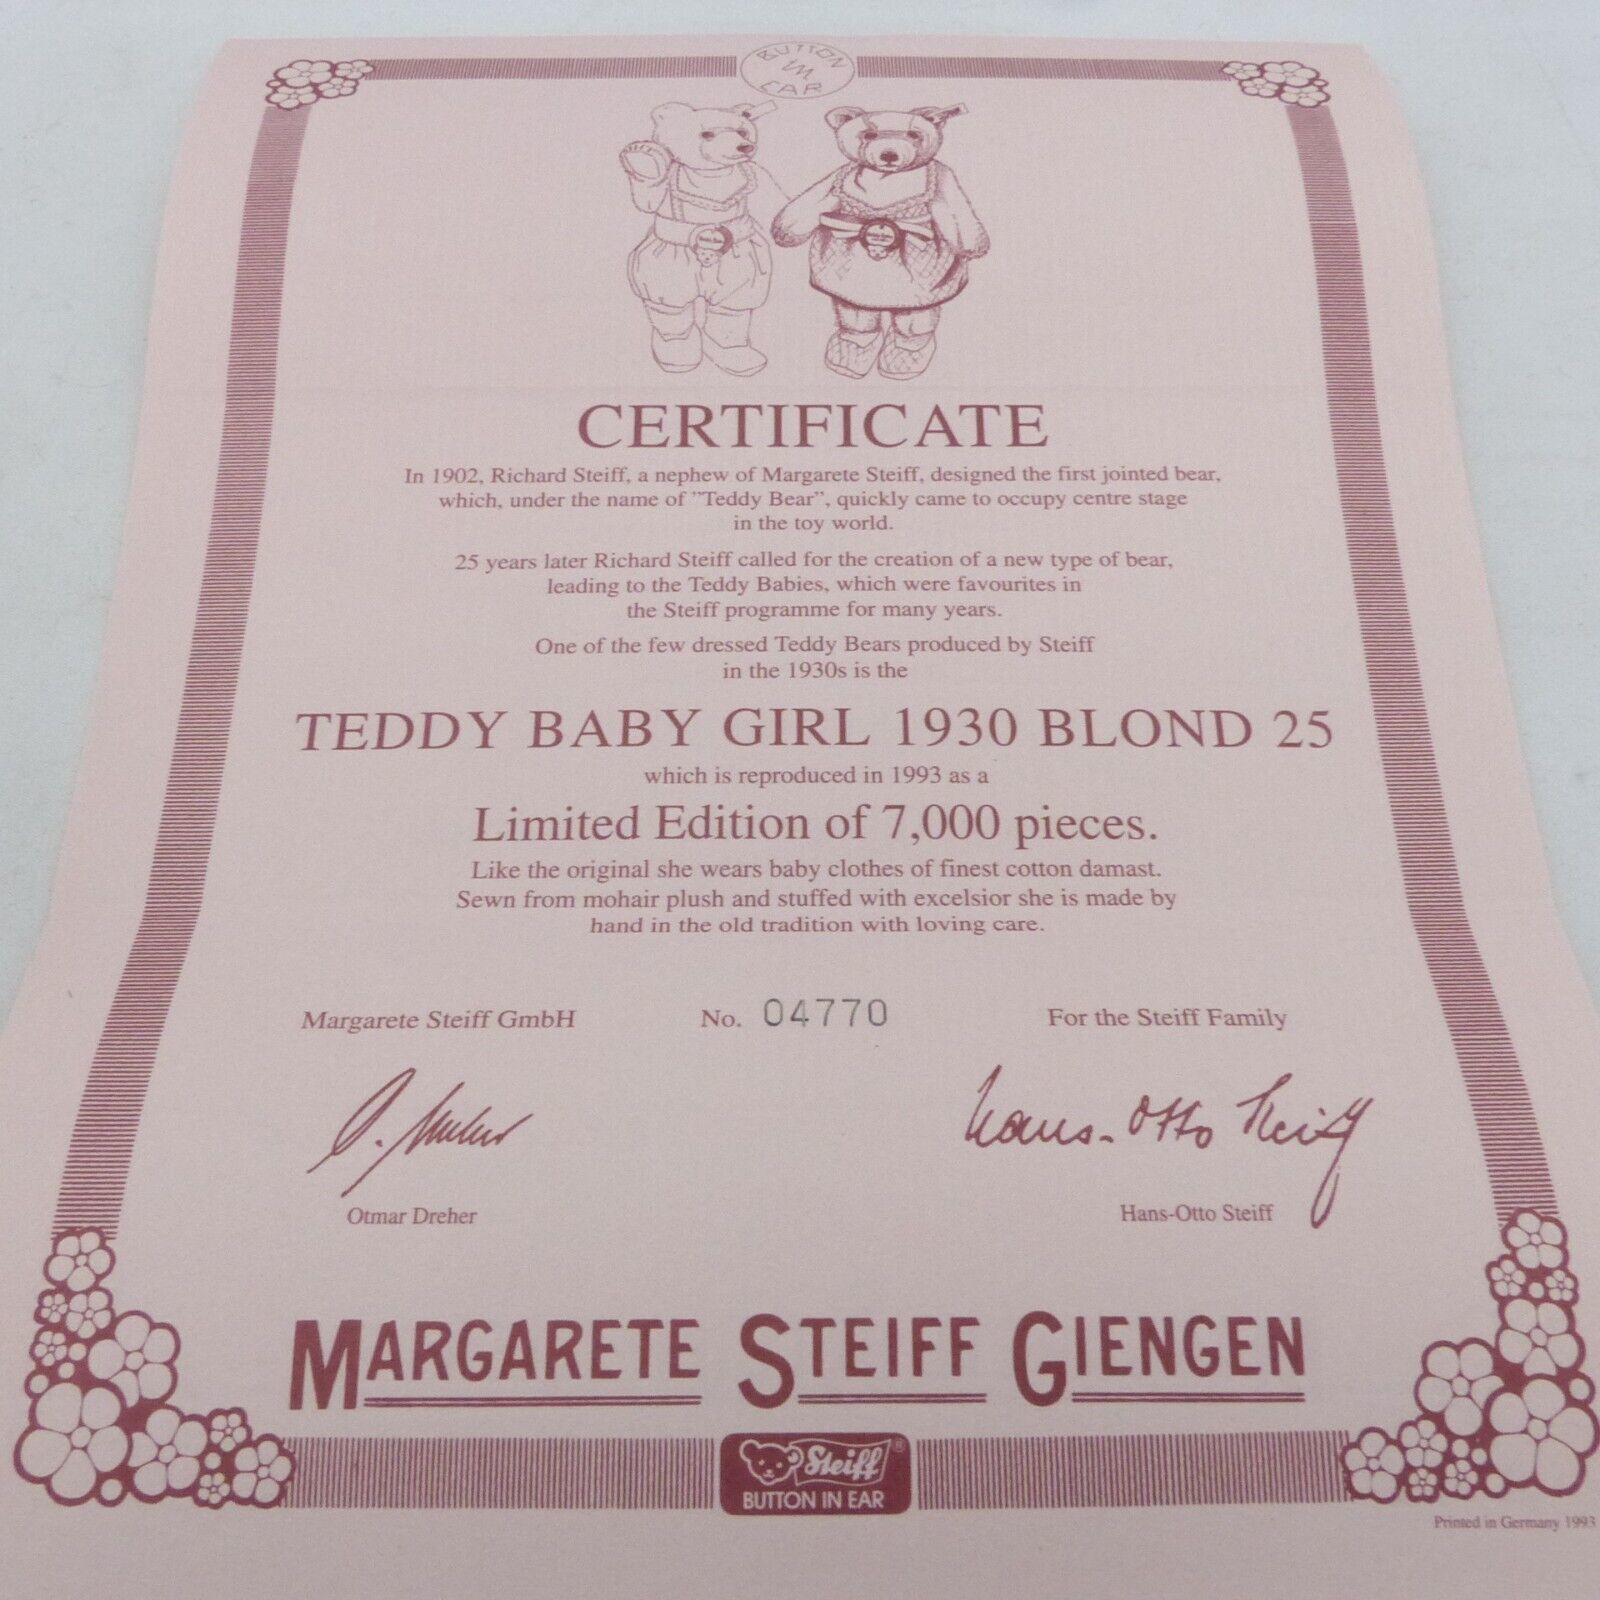 BUTTON
IN
EAR
CERTIFICATE
In 1902, Richard Steiff, a nephew of Margarete Steiff, designed the first jointed bear,
which, under the name of "Teddy Bear", quickly came to occupy centre stage
in the toy world.
25 years later Richard Steiff called for the creation of a new type of bear,
leading to the Teddy Babies, which were favourites in
the Steiff programme for many years.
One of the few dressed Teddy Bears produced by Steiff
in the 1930s is the
TEDDY BABY GIRL 1930 BLOND 25
which is reproduced in 1993 as a
Limited Edition of 7,000 pieces.
Like the original she wears baby clothes of finest cotton damast.
Sewn from mohair plush and stuffed with excelsior she is made by
hand in the old tradition with loving care.
Margarete Steiff GmbH No. 04770 For the Steiff Family
Hans-Otto Steiff
Otmar Dreher Hans-Otto Steiff
MARGARETE STEIFF GIENGEN
Steiff ®
BUTTON IN EAR
Printed in Germany 1993